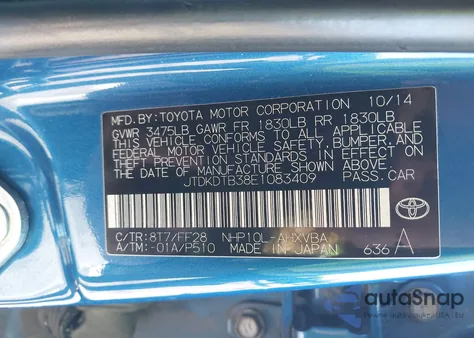 MFD.BY:TOYOTA MOTOR CORPORATION 10/14
GVWR 3475LB GAWR FR 1830LB RR 1830LB
THIS VEHICLE CONFORMS TO ALL APPLICABLE
FEDERAL MOTOR VEHICLE SAFETY, BUMPER, AND
THEFT PREVENTION STANDARDS IN EFFECT ON
THE DATE OF MANUFACTURE SHOWN ABOVE.
JTDKDTB38E1083409 PASS.CAR
C/TR: 8T7/FF28 NHP10L-AHXVBA
A/TM: -01A/P510 MADE IN JAPAN 636 A
TOYOTA
autoSnap